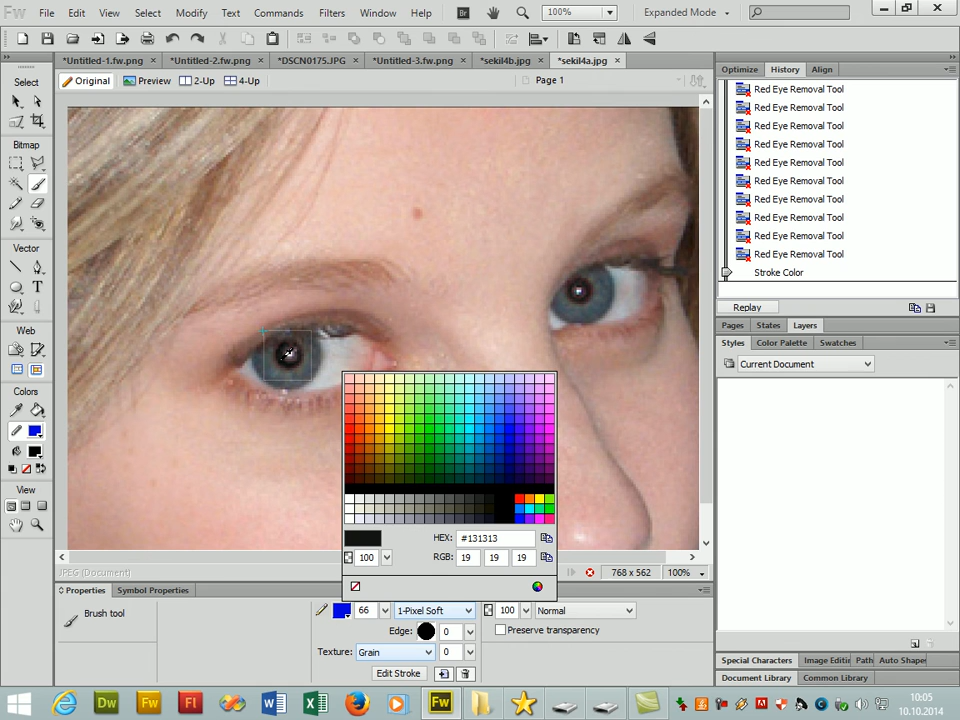 Fw File Edit View Select Modify Text Commands Filters Window Help Br 100% Expanded Mode
*Untitled-1.fw.png × *Untitled-2.fw.png × *DSCN0175.JPG × *Untitled-3.fw.png × *sekil4b.jpg × *sekil4a.jpg ×
Original Preview 2-Up 4-Up Page 1
Select
Bitmap
Vector
Web
Colors
View
Optimize History Align
Red Eye Removal Tool
Red Eye Removal Tool
Red Eye Removal Tool
Red Eye Removal Tool
Red Eye Removal Tool
Red Eye Removal Tool
Red Eye Removal Tool
Red Eye Removal Tool
Red Eye Removal Tool
Red Eye Removal Tool
Stroke Color
Replay
Pages States Layers
Styles Color Palette Swatches
Current Document
HEX: #131313
100 RGB: 19 19 19
JPEG (Document) 768 x 562 100%
Properties Symbol Properties
Brush tool
66 1-Pixel Soft 100 Normal
Edge: 0 Preserve transparency
Texture: Grain 0
Edit Stroke
Special Characters Image Editin Path Auto Shape
Document Library Common Library
Dw Fw Fl W X Fw
10:05
10.10.2014